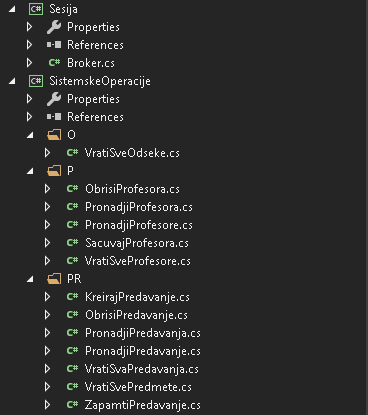 C# Sesija
Properties
References
C# Broker.cs
C# SistemskeOperacije
Properties
References
O
C# VratiSveOdseke.cs
P
C# ObrisiProfesora.cs
C# PronadjiProfesora.cs
C# PronadjiProfesore.cs
C# SacuvajProfesora.cs
C# VratiSveProfesore.cs
PR
C# KreirajPredavanje.cs
C# ObrisiPredavanje.cs
C# PronadjiPredavanja.cs
C# PronadjiPredavanje.cs
C# VratiSvaPredavanja.cs
C# VratiSvePredmete.cs
C# ZapamtiPredavanje.cs